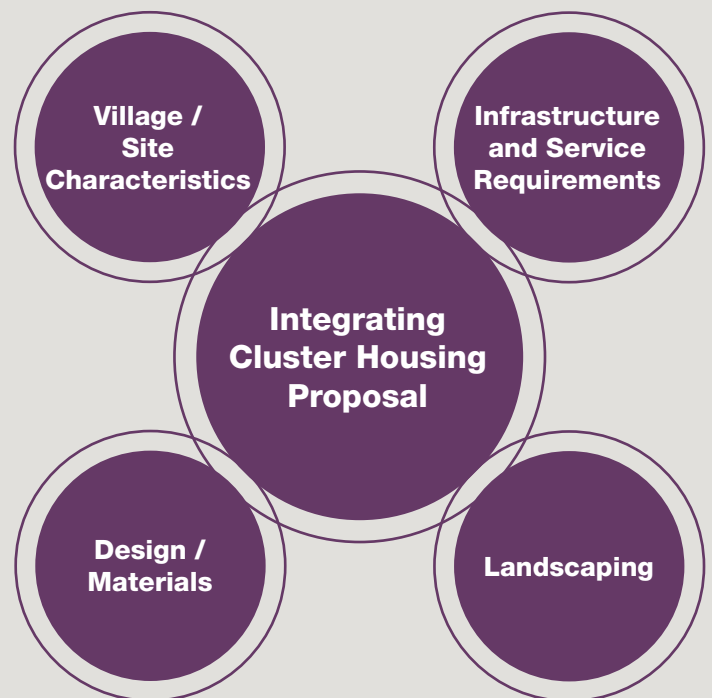 Village /
Site
Characteristics
Infrastructure
and Service
Requirements
Integrating
Cluster Housing
Proposal
Design /
Materials
Landscaping